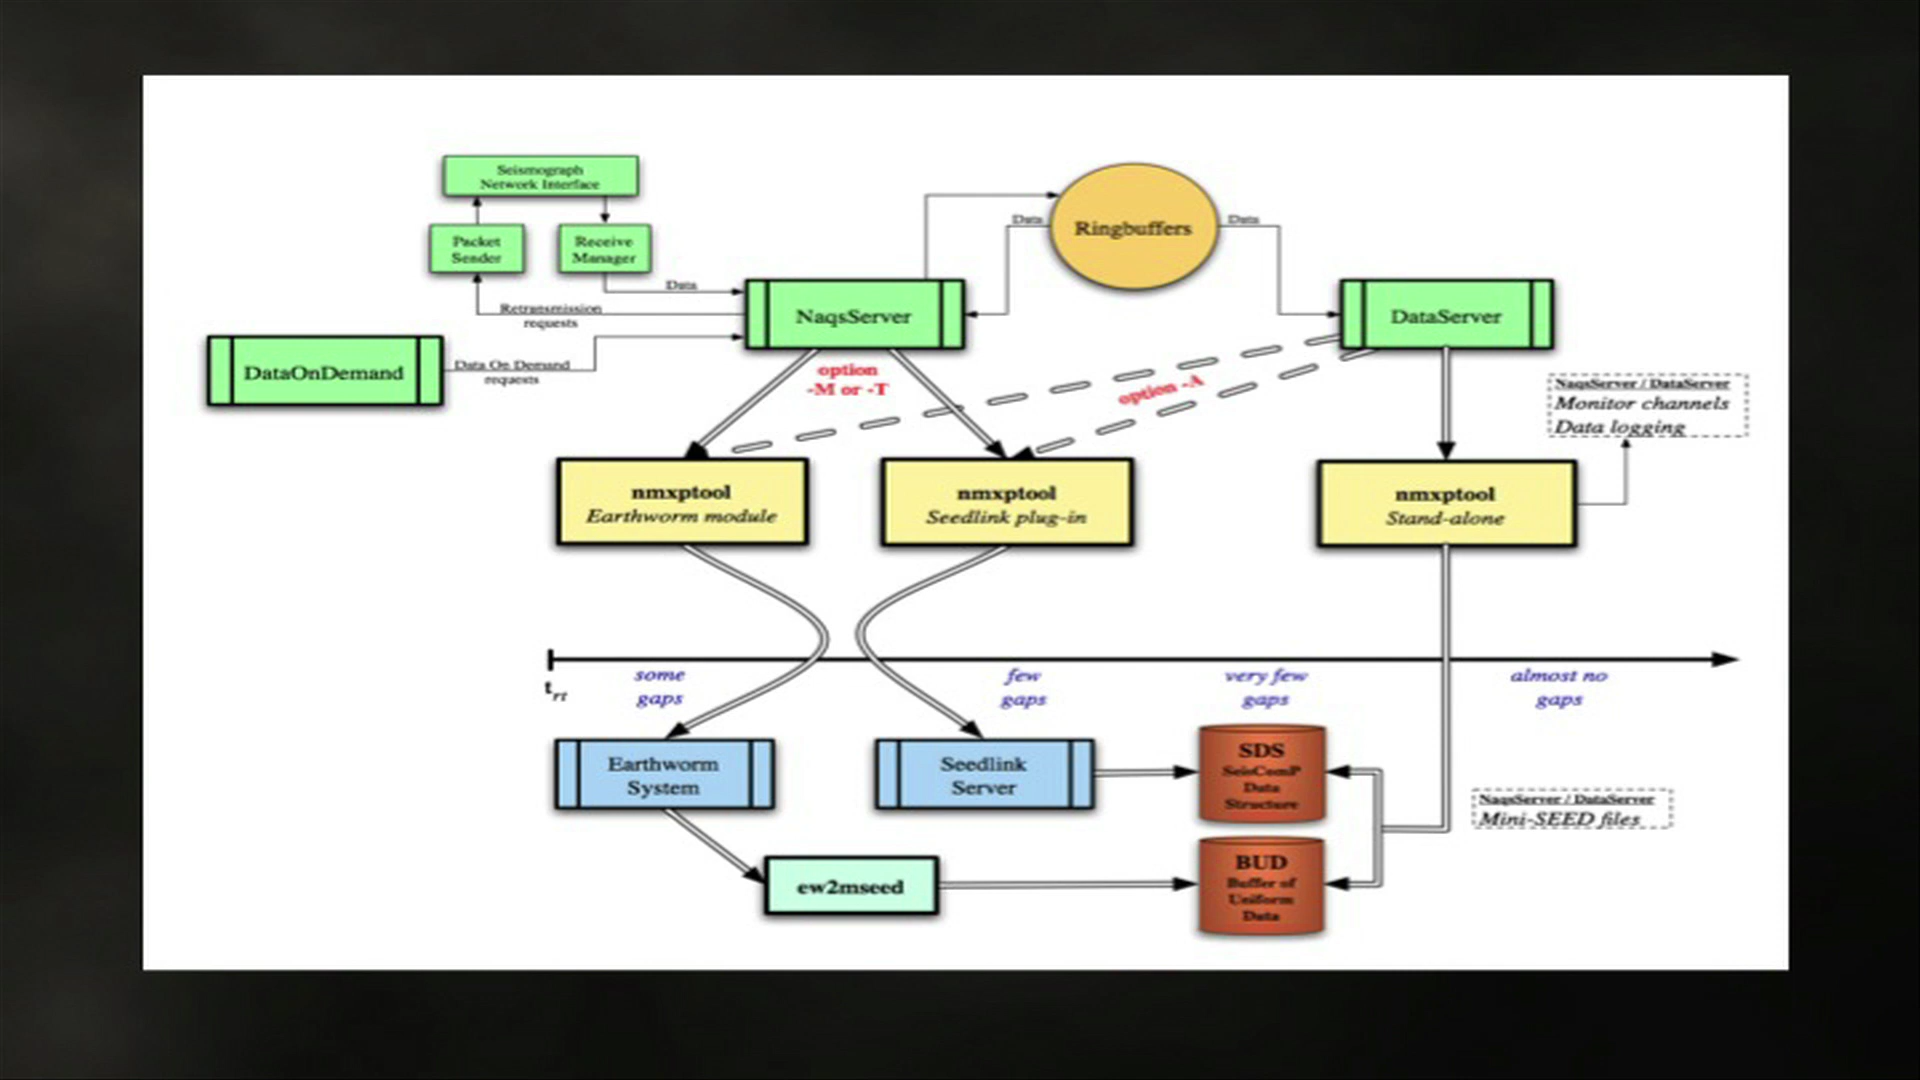 Seismograph
Network Interface
Packet
Sender
Receive
Manager
Data
Retransmission
requests
DataOnDemand
Data On Demand
requests
NaqsServer
Data
Ringbuffers
Data
DataServer
option
-M or -T
option -A
NaqsServer / DataServer
Monitor channels
Data logging
nmxptool
Earthworm module
nmxptool
Seedlink plug-in
nmxptool
Stand-alone
trt
some
gaps
few
gaps
very few
gaps
almost no
gaps
Earthworm
System
Seedlink
Server
SDS
SeisComP
Data
Structure
NaqsServer / DataServer
Mini-SEED files
ew2mseed
BUD
Buffer of
Uniform
Data